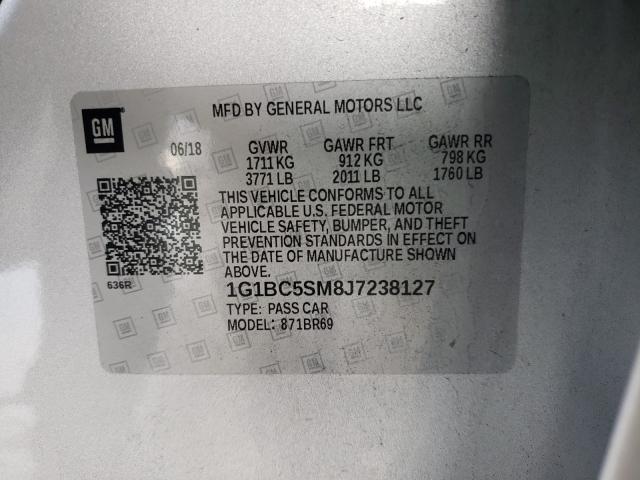 GM
MFD BY GENERAL MOTORS LLC
06/18 GVWR GAWR FRT GAWR RR
1711 KG 912 KG 798 KG
3771 LB 2011 LB 1760 LB
THIS VEHICLE CONFORMS TO ALL
APPLICABLE U.S. FEDERAL MOTOR
VEHICLE SAFETY, BUMPER, AND THEFT
PREVENTION STANDARDS IN EFFECT ON
THE DATE OF MANUFACTURE SHOWN
ABOVE.
636R
1G1BC5SM8J7238127
TYPE: PASS CAR
MODEL: 871BR69